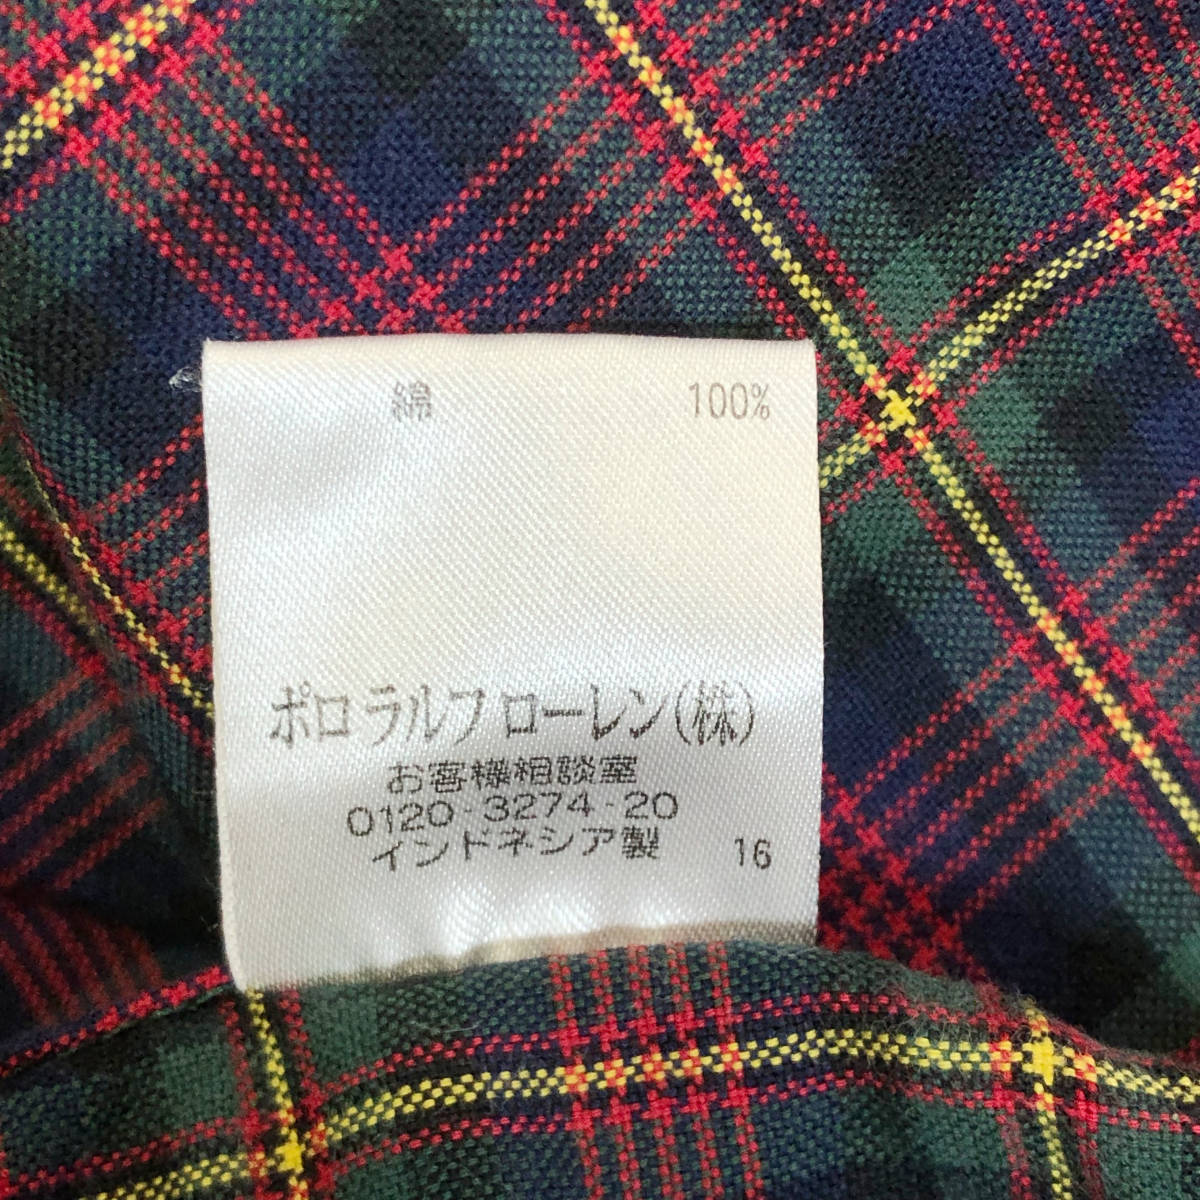 綿 100%
ポロ ラルフ ローレン(株)
お客様相談室
0120-3274-20
インドネシア製 16